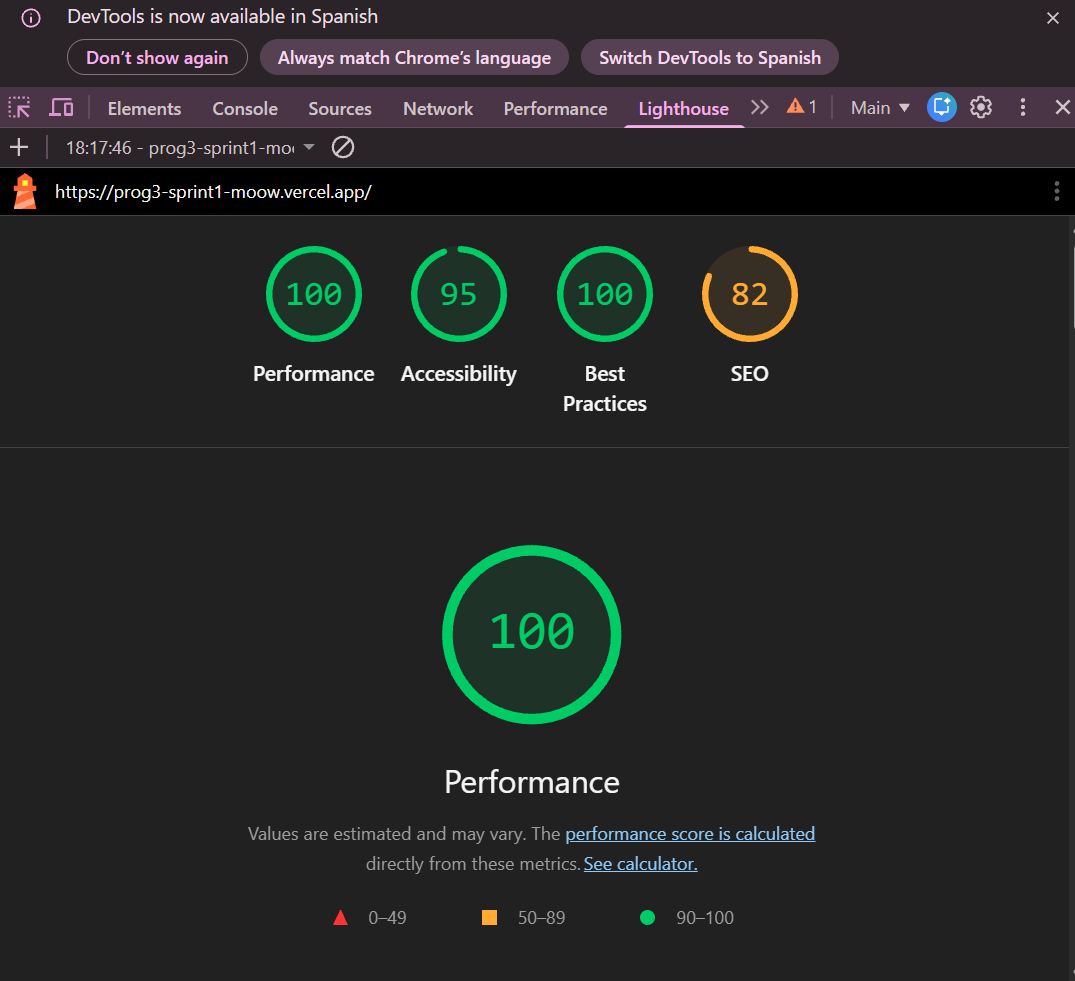 DevTools is now available in Spanish
Don't show again Always match Chrome's language Switch DevTools to Spanish
Elements Console Sources Network Performance Lighthouse 1 Main
18:17:46 - prog3-sprint1-mo
https://prog3-sprint1-moow.vercel.app/
100 95 100 82
Performance Accessibility Best Practices SEO
100
Performance
Values are estimated and may vary. The performance score is calculated
directly from these metrics. See calculator.
0–49 50–89 90–100